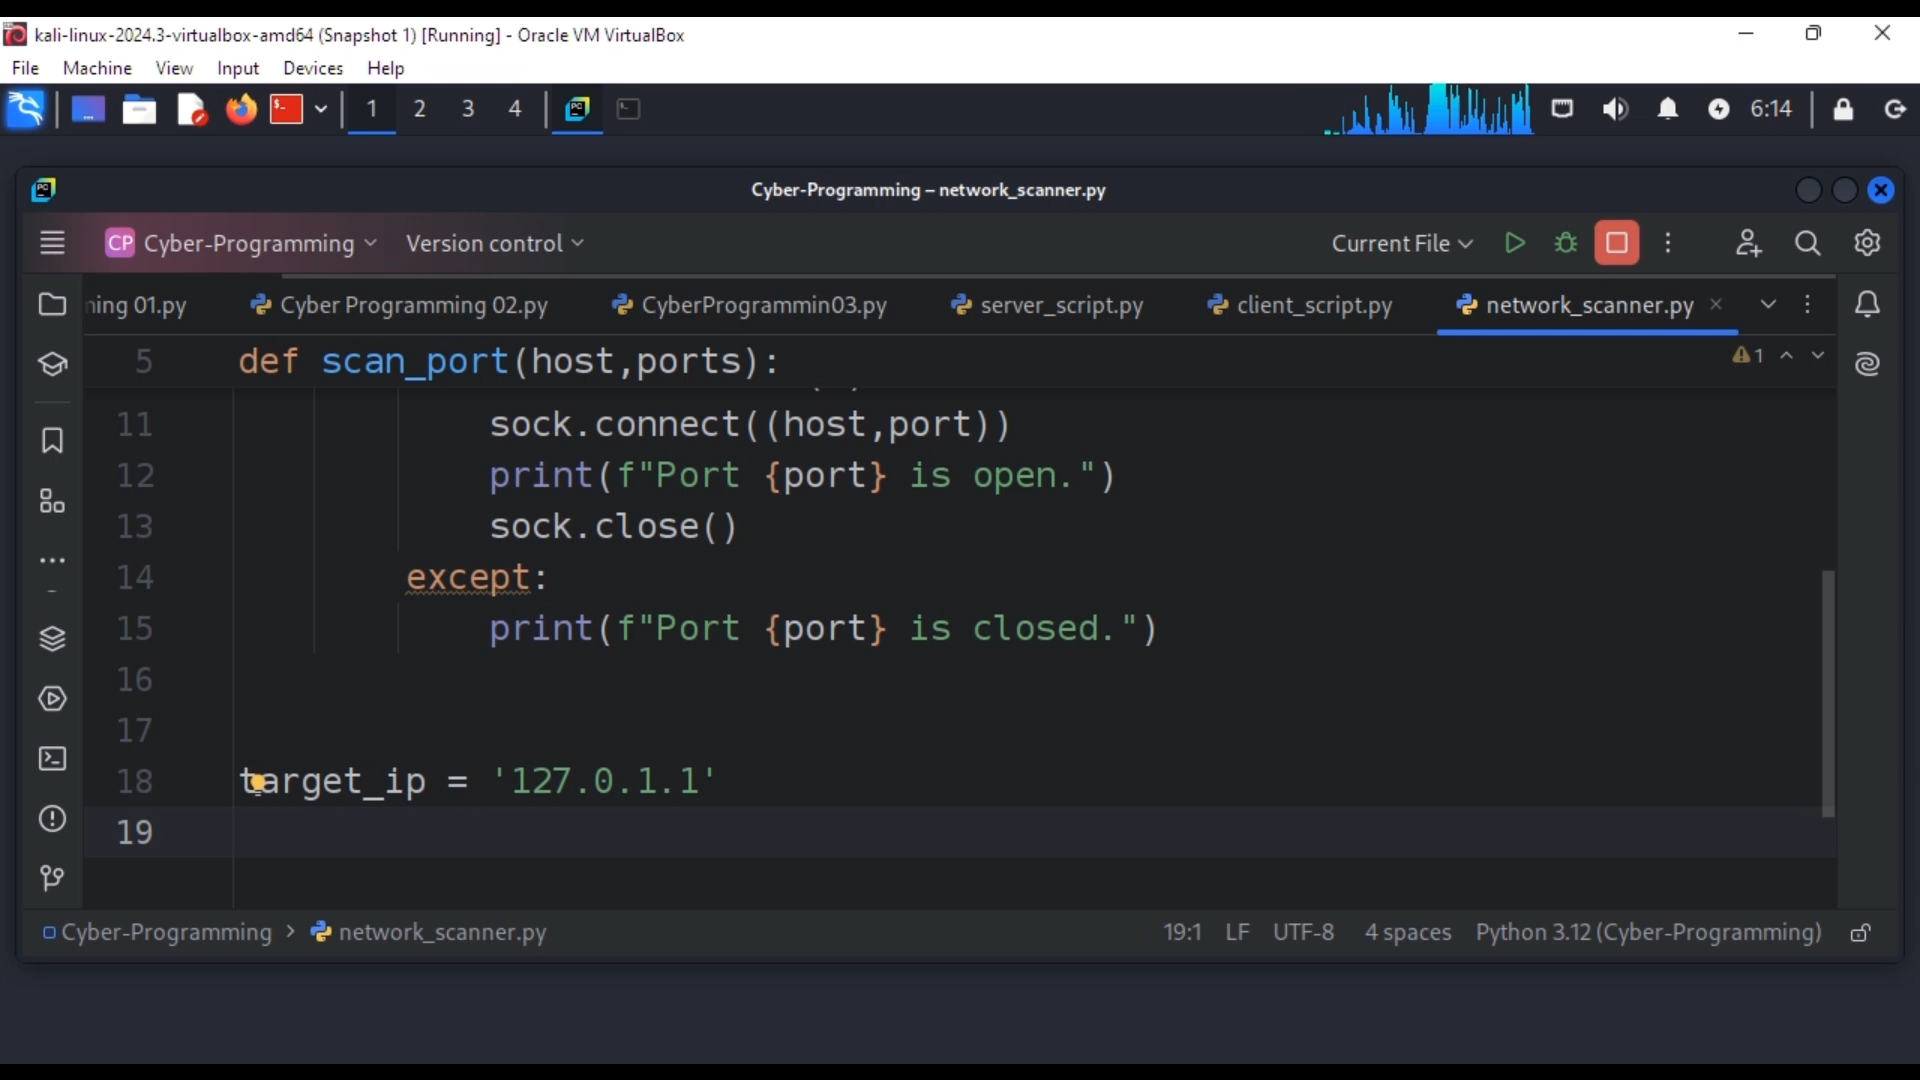 kali-linux-2024.3-virtualbox-amd64 (Snapshot 1) [Running] - Oracle VM VirtualBox
File Machine View Input Devices Help
1 2 3 4 6:14
Cyber-Programming – network_scanner.py
CP Cyber-Programming Version control Current File
ning 01.py Cyber Programming 02.py CyberProgrammin03.py server_script.py client_script.py network_scanner.py
5 def scan_port(host,ports): 1
11 sock.connect((host,port))
12 print(f"Port {port} is open.")
13 sock.close()
14 except:
15 print(f"Port {port} is closed.")
16
17
18 target_ip = '127.0.1.1'
19
Cyber-Programming > network_scanner.py 19:1 LF UTF-8 4 spaces Python 3.12 (Cyber-Programming)